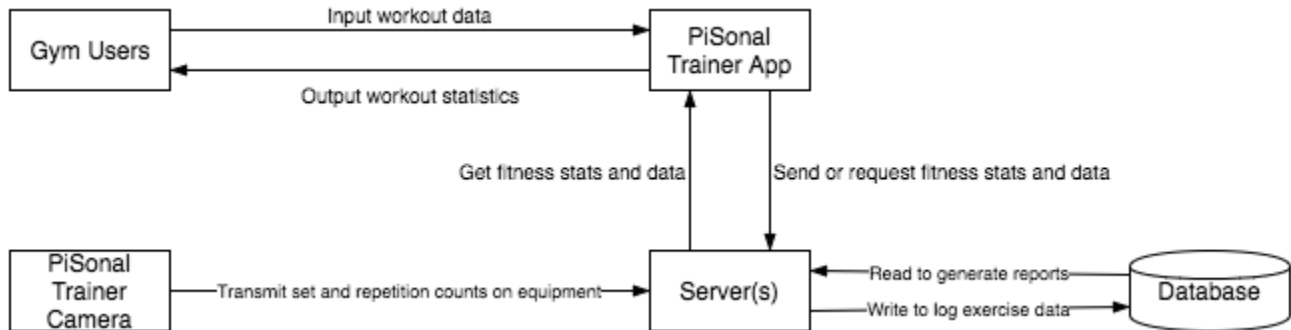 Input workout data
Gym Users
PiSonal
Trainer App
Output workout statistics
Get fitness stats and data
Send or request fitness stats and data
PiSonal
Trainer
Camera
Transmit set and repetition counts on equipment
Server(s)
Read to generate reports
Write to log exercise data
Database